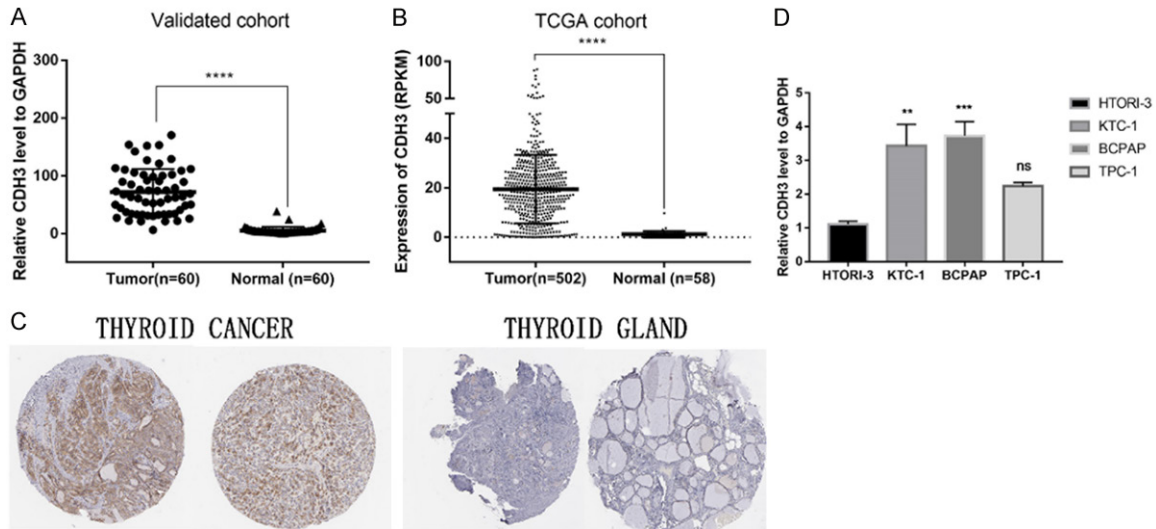 A
Validated cohort
Relative CDH3 level to GAPDH
300
200
100
0
****
Tumor(n=60)
Normal (n=60)
B
TCGA cohort
Expression of CDH3 (RPKM)
100
50
40
20
0
****
Tumor(n=502)
Normal (n=58)
D
Relative CDH3 level to GAPDH
5
4
3
2
1
0
**
***
ns
HTORI-3
KTC-1
BCPAP
TPC-1
HTORI-3
KTC-1
BCPAP
TPC-1
C
THYROID CANCER
THYROID GLAND